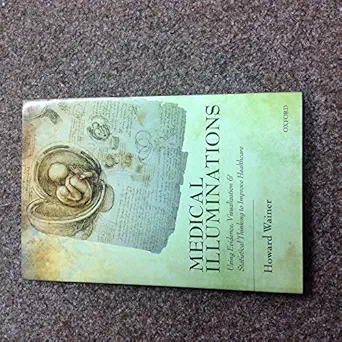 MEDICAL
ILLUMINATIONS
Using Evidence, Visualization &
Statistical Thinking to Improve Healthcare
Howard Wainer
OXFORD